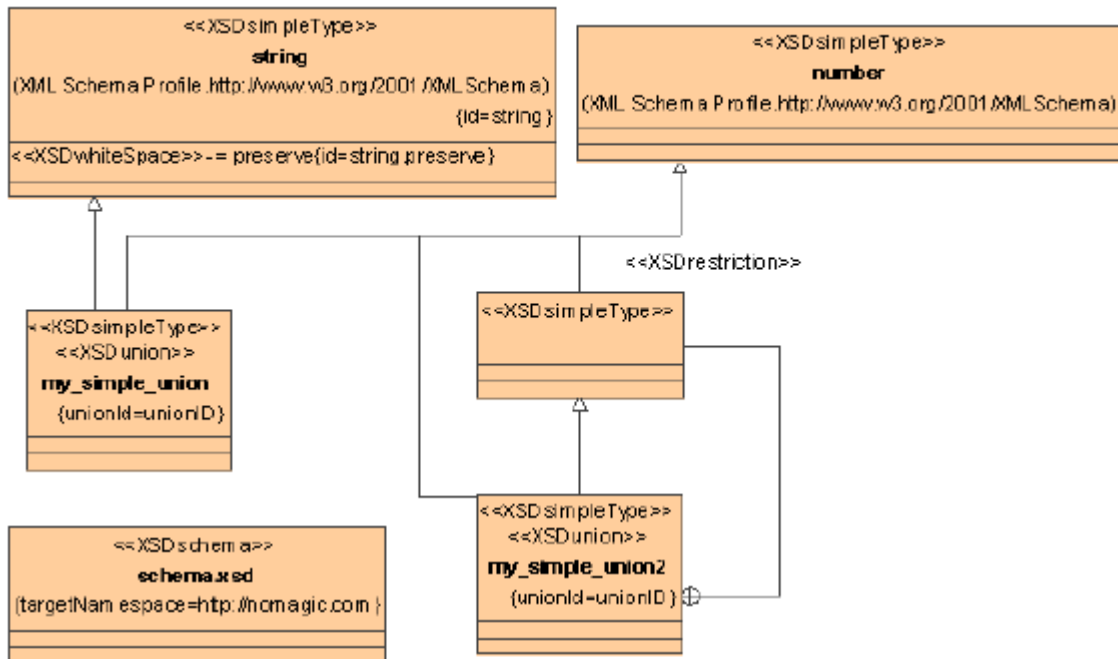 <<XSDsimpleType>>
string
(XML Schema Profile.http://www.w3.org/2001/XMLSchema)
{id=string}
<<XSDwhiteSpace>>-= preserve{id=string.preserve}
<<XSDsimpleType>>
number
(XML Schema Profile.http://www.w3.org/2001/XMLSchema)
<<XSDrestriction>>
<<XSDsimpleType>>
<<XSDsimpleType>>
<<XSDunion>>
my_simple_union
{unionId=unionID}
<<XSDsimpleType>>
<<XSDunion>>
my_simple_union2
{unionId=unionID}
<<XSDschema>>
schema.xsd
{targetNamespace=http://nomagic.com}